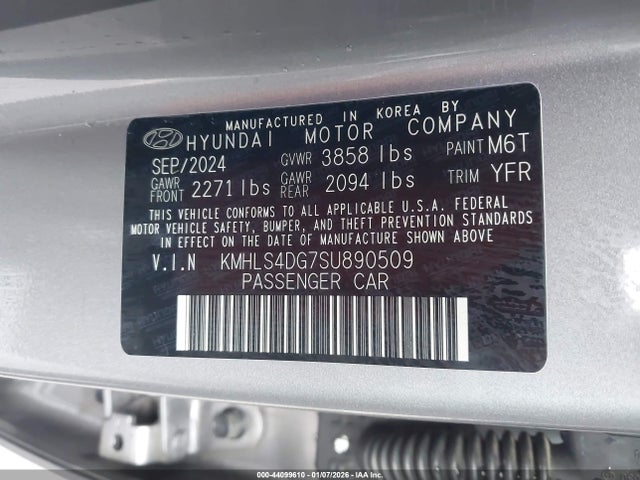 MANUFACTURED IN KOREA BY
HYUNDAI MOTOR COMPANY
SEP/2024 GVWR 3858 lbs PAINT M6T
GAWR FRONT 2271 lbs GAWR REAR 2094 lbs TRIM YFR
THIS VEHICLE CONFORMS TO ALL APPLICABLE U.S.A. FEDERAL
MOTOR VEHICLE SAFETY, BUMPER, AND THEFT PREVENTION STANDARDS
IN EFFECT ON THE DATE OF MANUFACTURE SHOWN ABOVE.
V.I.N KMHLS4DG7SU890509
PASSENGER CAR
000-44099610 - 01/07/2026 - IAA Inc.